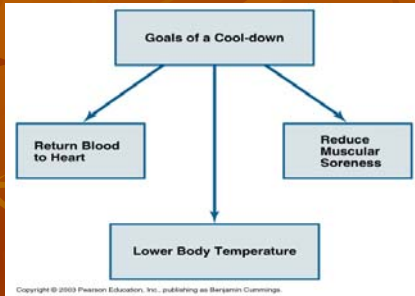 Goals of a Cool-down
Return Blood
to Heart
Reduce
Muscular
Soreness
Lower Body Temperature
Copyright © 2003 Pearson Education, Inc., publishing as Benjamin Cummings.